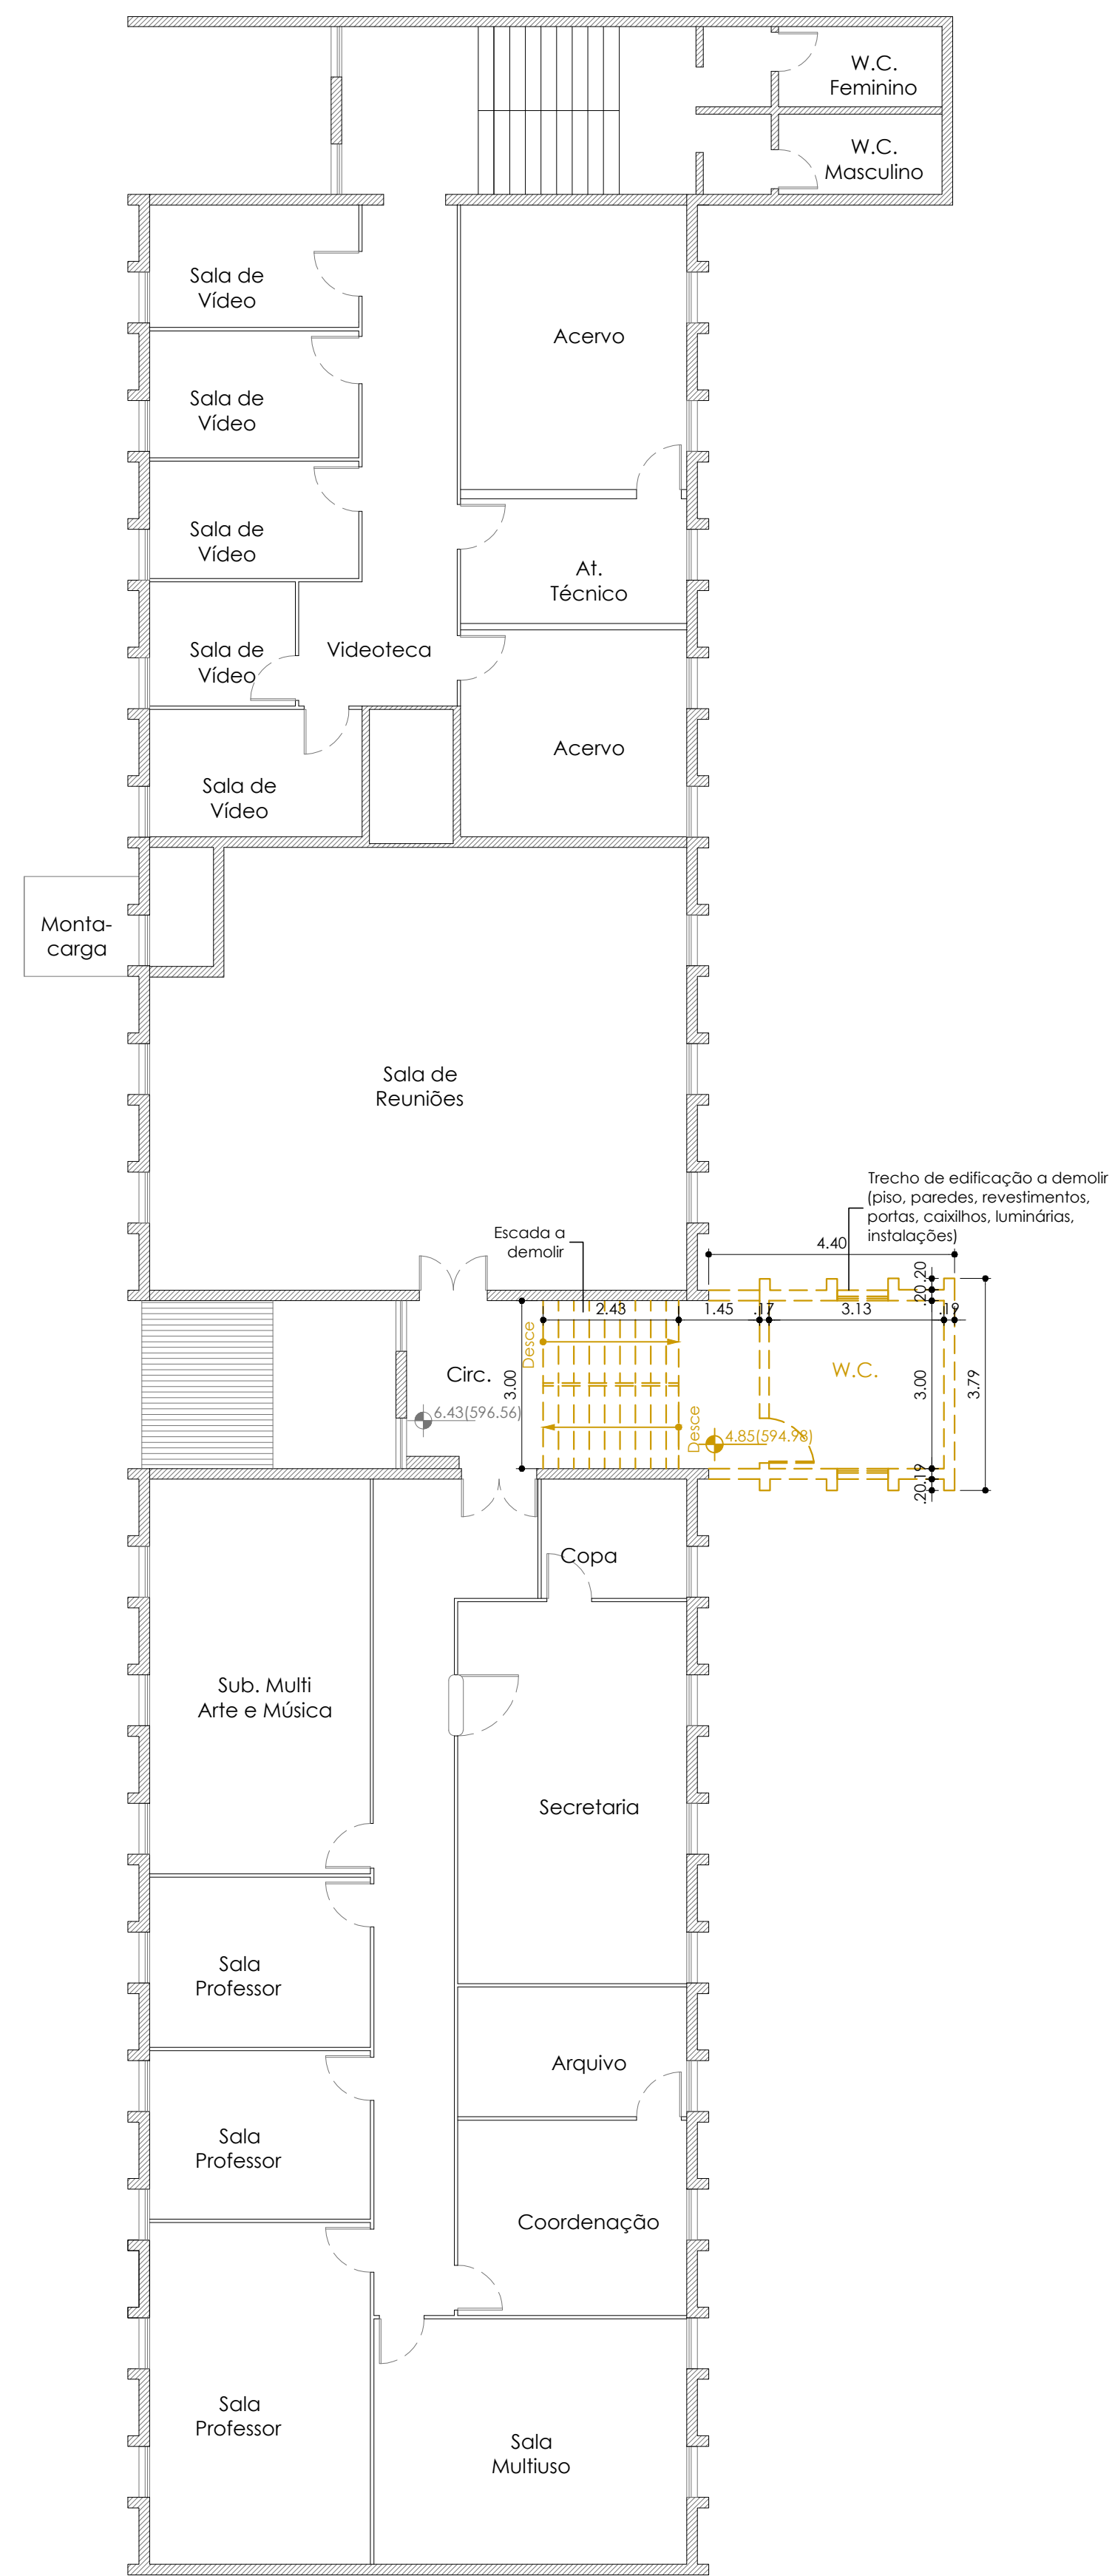 W.C.
Feminino
W.C.
Masculino
Sala de
Vídeo
Acervo
Sala de
Vídeo
Sala de
Vídeo
At.
Técnico
Sala de
Vídeo
Videoteca
Acervo
Sala de
Vídeo
Monta-
carga
Sala de
Reuniões
Trecho de edificação a demolir
(piso, paredes, revestimentos,
portas, caixilhos, luminárias,
instalações)
Escada a
demolir
4.40
.20
.20
2.43
1.45
.17
3.13
.19
Desce
Circ.
3.00
W.C.
3.00
3.79
6.43(596.56)
Desce
4.85(594.98)
.19
.20
Copa
Sub. Multi
Arte e Música
Secretaria
Sala
Professor
Arquivo
Sala
Professor
Coordenação
Sala
Professor
Sala
Multiuso